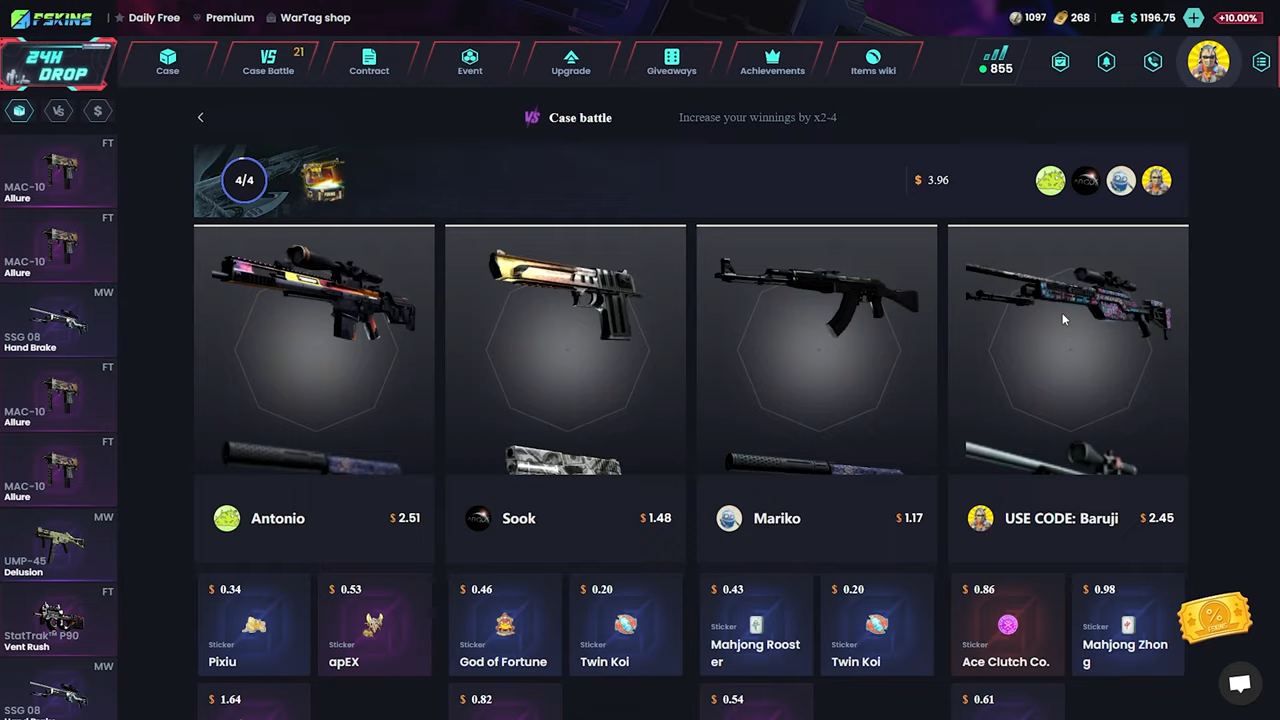 PSKINS
Daily Free
Premium
WarTag shop
1097
268
$ 1196.75
+10.00%
24H
DROP
Case
VS
21
Case Battle
Contract
Event
Upgrade
Giveaways
Achievements
Items wiki
855
VS
$
VS Case battle
Increase your winnings by x2-4
4/4
$ 3.96
FT
MAC-10
Allure
FT
MAC-10
Allure
MW
SSG 08
Hand Brake
FT
MAC-10
Allure
FT
MAC-10
Allure
MW
UMP-45
Delusion
FT
StatTrak™ P90
Vent Rush
MW
SSG 08
Antonio
$ 2.51
Sook
$ 1.48
Mariko
$ 1.17
USE CODE: Baruji
$ 2.45
$ 0.34
Sticker
Pixiu
$ 0.53
Sticker
apEX
$ 0.46
Sticker
God of Fortune
$ 0.20
Sticker
Twin Koi
$ 0.43
Sticker
Mahjong Roost
er
$ 0.20
Sticker
Twin Koi
$ 0.86
Sticker
Ace Clutch Co.
$ 0.98
Sticker
Mahjong Zhon
g
$ 1.64
$ 0.82
$ 0.54
$ 0.61